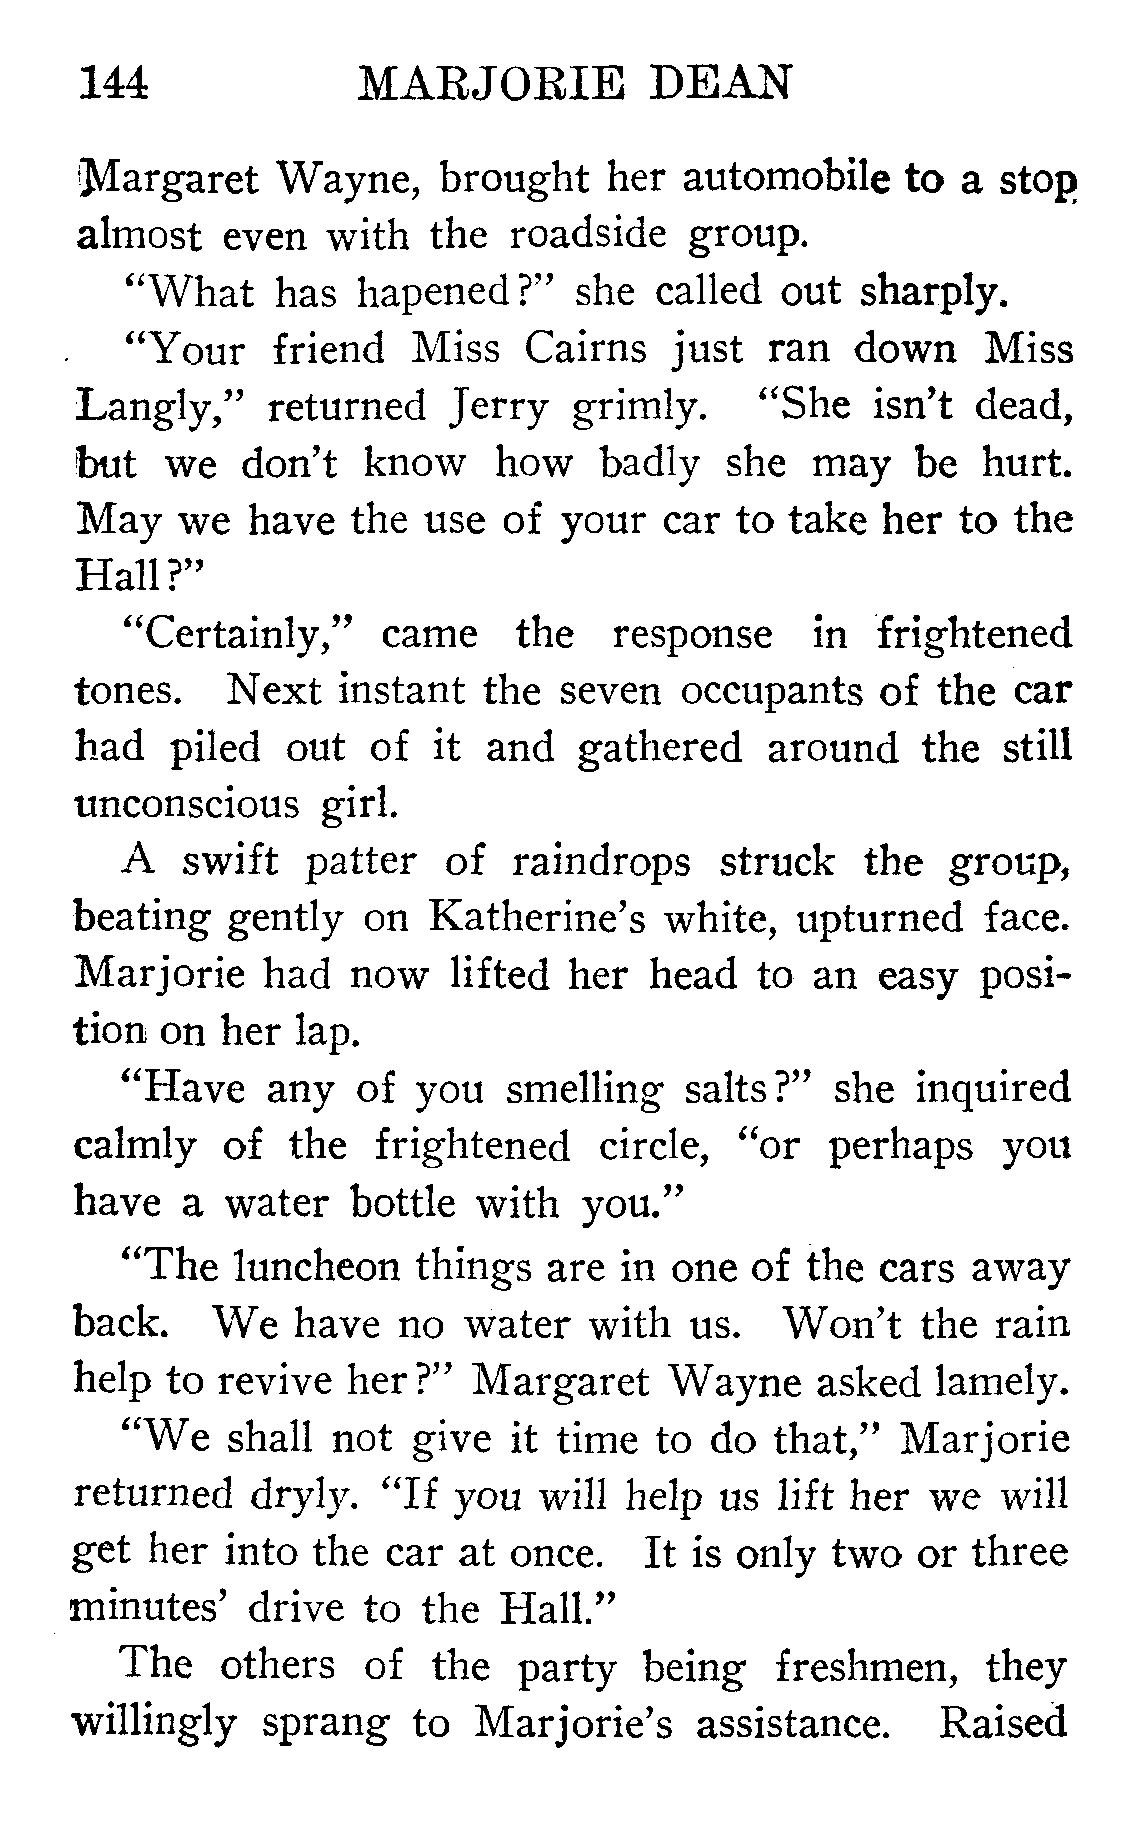 144 MARJORIE DEAN
Margaret Wayne, brought her automobile to a stop
almost even with the roadside group.
“What has hapened?” she called out sharply.
“Your friend Miss Cairns just ran down Miss
Langly,” returned Jerry grimly. “She isn’t dead,
but we don’t know how badly she may be hurt.
May we have the use of your car to take her to the
Hall?”
“Certainly,” came the response in frightened
tones. Next instant the seven occupants of the car
had piled out of it and gathered around the still
unconscious girl.
A swift patter of raindrops struck the group,
beating gently on Katherine’s white, upturned face.
Marjorie had now lifted her head to an easy posi-
tion on her lap.
“Have any of you smelling salts?” she inquired
calmly of the frightened circle, “or perhaps you
have a water bottle with you.”
“The luncheon things are in one of the cars away
back. We have no water with us. Won’t the rain
help to revive her?” Margaret Wayne asked lamely.
“We shall not give it time to do that,” Marjorie
returned dryly. “If you will help us lift her we will
get her into the car at once. It is only two or three
minutes’ drive to the Hall.”
The others of the party being freshmen, they
willingly sprang to Marjorie’s assistance. Raised